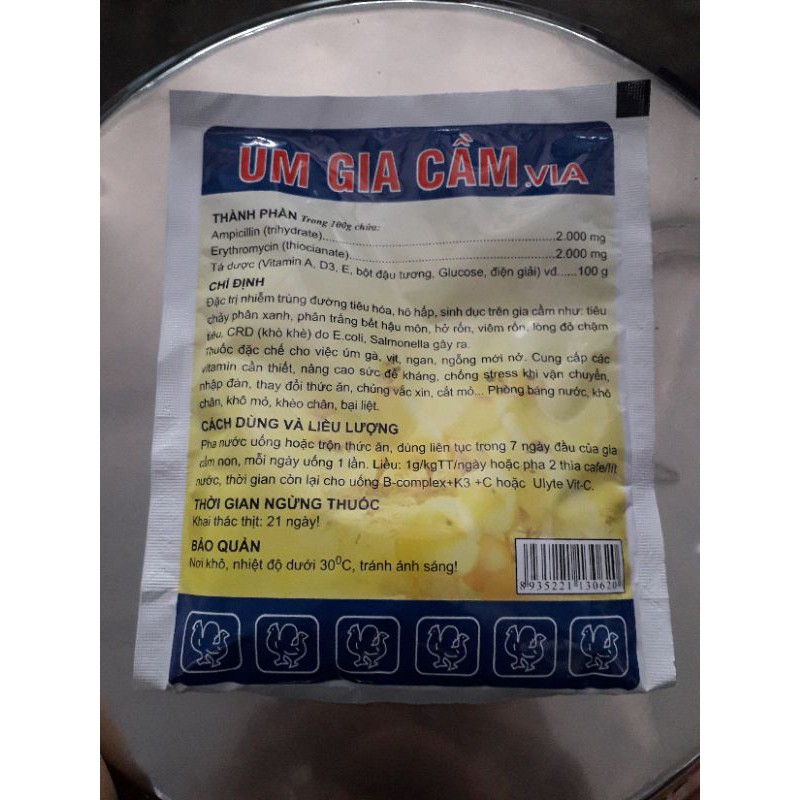 UM GIA CẦM.VIA
THÀNH PHẦN Trong 100g chứa:
Ampicillin (trihydrate)..........2.000 mg
Erythromycin (thiocianate)..........2.000 mg
Tá dược (Vitamin A, D3, E, bột đậu tương, Glucose, điện giải) vđ......100 g
CHỈ ĐỊNH
Đặc trị nhiễm trùng đường tiêu hóa, hô hấp, sinh dục trên gia cầm như: tiêu
chảy phân xanh, phân trắng bết hậu môn, hở rốn, viêm rốn, lòng đỏ chậm
tiêu, CRD (khò khè) do E.coli, Salmonella gây ra.
Thuốc đặc chế cho việc úm gà, vịt, ngan, ngỗng mới nở. Cung cấp các
vitamin cần thiết, nâng cao sức đề kháng, chống stress khi vận chuyển,
nhập đàn, thay đổi thức ăn, chủng vắc xin, cắt mỏ... Phòng báng nước, khô
chân, khô mỏ, khèo chân, bại liệt.
CÁCH DÙNG VÀ LIỀU LƯỢNG
Pha nước uống hoặc trộn thức ăn, dùng liên tục trong 7 ngày đầu của gia
cầm non, mỗi ngày uống 1 lần. Liều: 1g/kgTT/ngày hoặc pha 2 thìa cafe/lít
nước, thời gian còn lại cho uống B-complex+K3 +C hoặc Ulyte Vit-C.
THỜI GIAN NGỪNG THUỐC
Khai thác thịt: 21 ngày!
BẢO QUẢN
Nơi khô, nhiệt độ dưới 30⁰C, tránh ánh sáng!
8 935221 130620